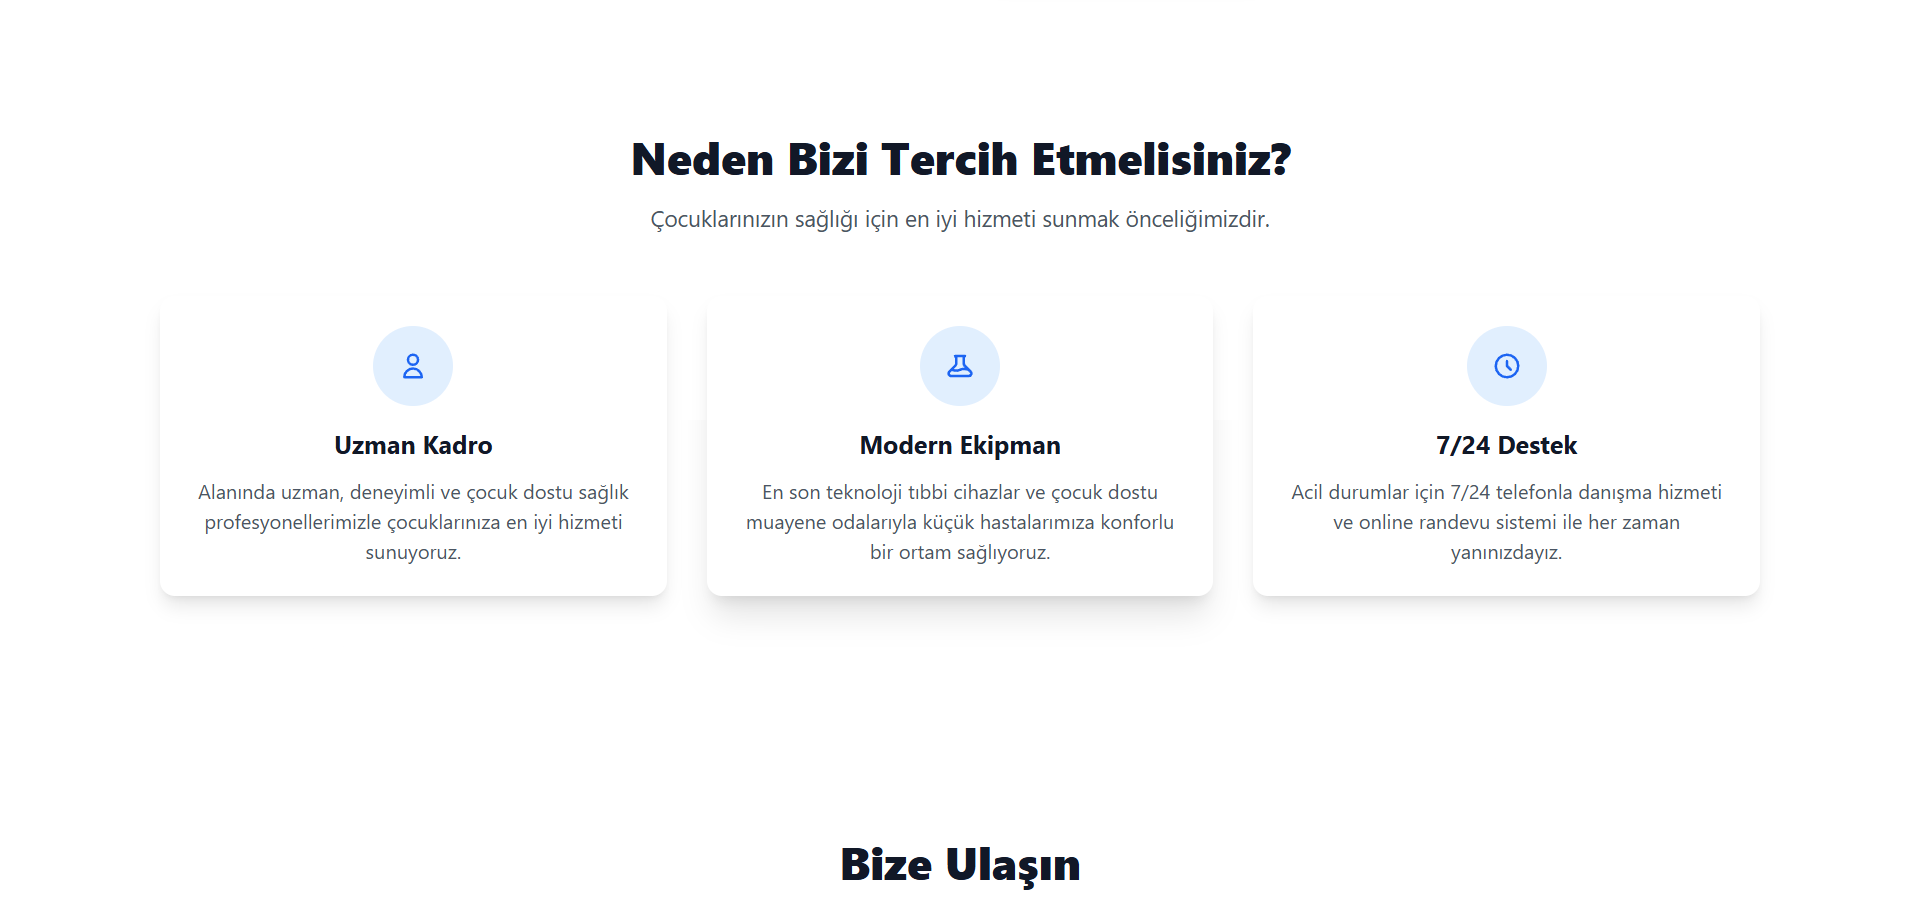 Neden Bizi Tercih Etmelisiniz?
Çocuklarınızın sağlığı için en iyi hizmeti sunmak önceliğimizdir.
Uzman Kadro
Alanında uzman, deneyimli ve çocuk dostu sağlık
profesyonellerimizle çocuklarınıza en iyi hizmeti
sunuyoruz.
Modern Ekipman
En son teknoloji tıbbi cihazlar ve çocuk dostu
muayene odalarıyla küçük hastalarımıza konforlu
bir ortam sağlıyoruz.
7/24 Destek
Acil durumlar için 7/24 telefonla danışma hizmeti
ve online randevu sistemi ile her zaman
yanınızdayız.
Bize Ulaşın